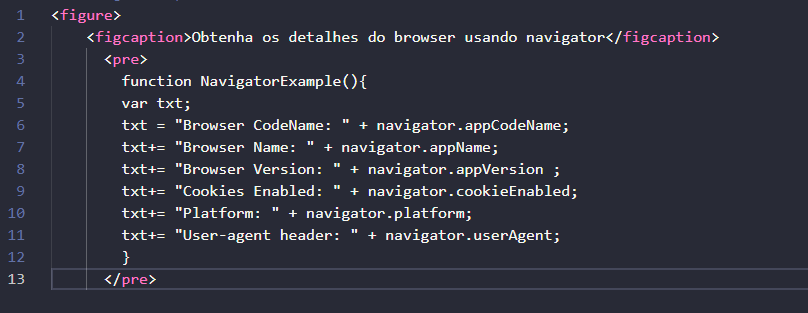 1 <figure>
2 <figcaption>Obtenha os detalhes do browser usando navigator</figcaption>
3 <pre>
4 function NavigatorExample(){
5 var txt;
6 txt = "Browser CodeName: " + navigator.appCodeName;
7 txt+= "Browser Name: " + navigator.appName;
8 txt+= "Browser Version: " + navigator.appVersion ;
9 txt+= "Cookies Enabled: " + navigator.cookieEnabled;
10 txt+= "Platform: " + navigator.platform;
11 txt+= "User-agent header: " + navigator.userAgent;
12 }
13 </pre>